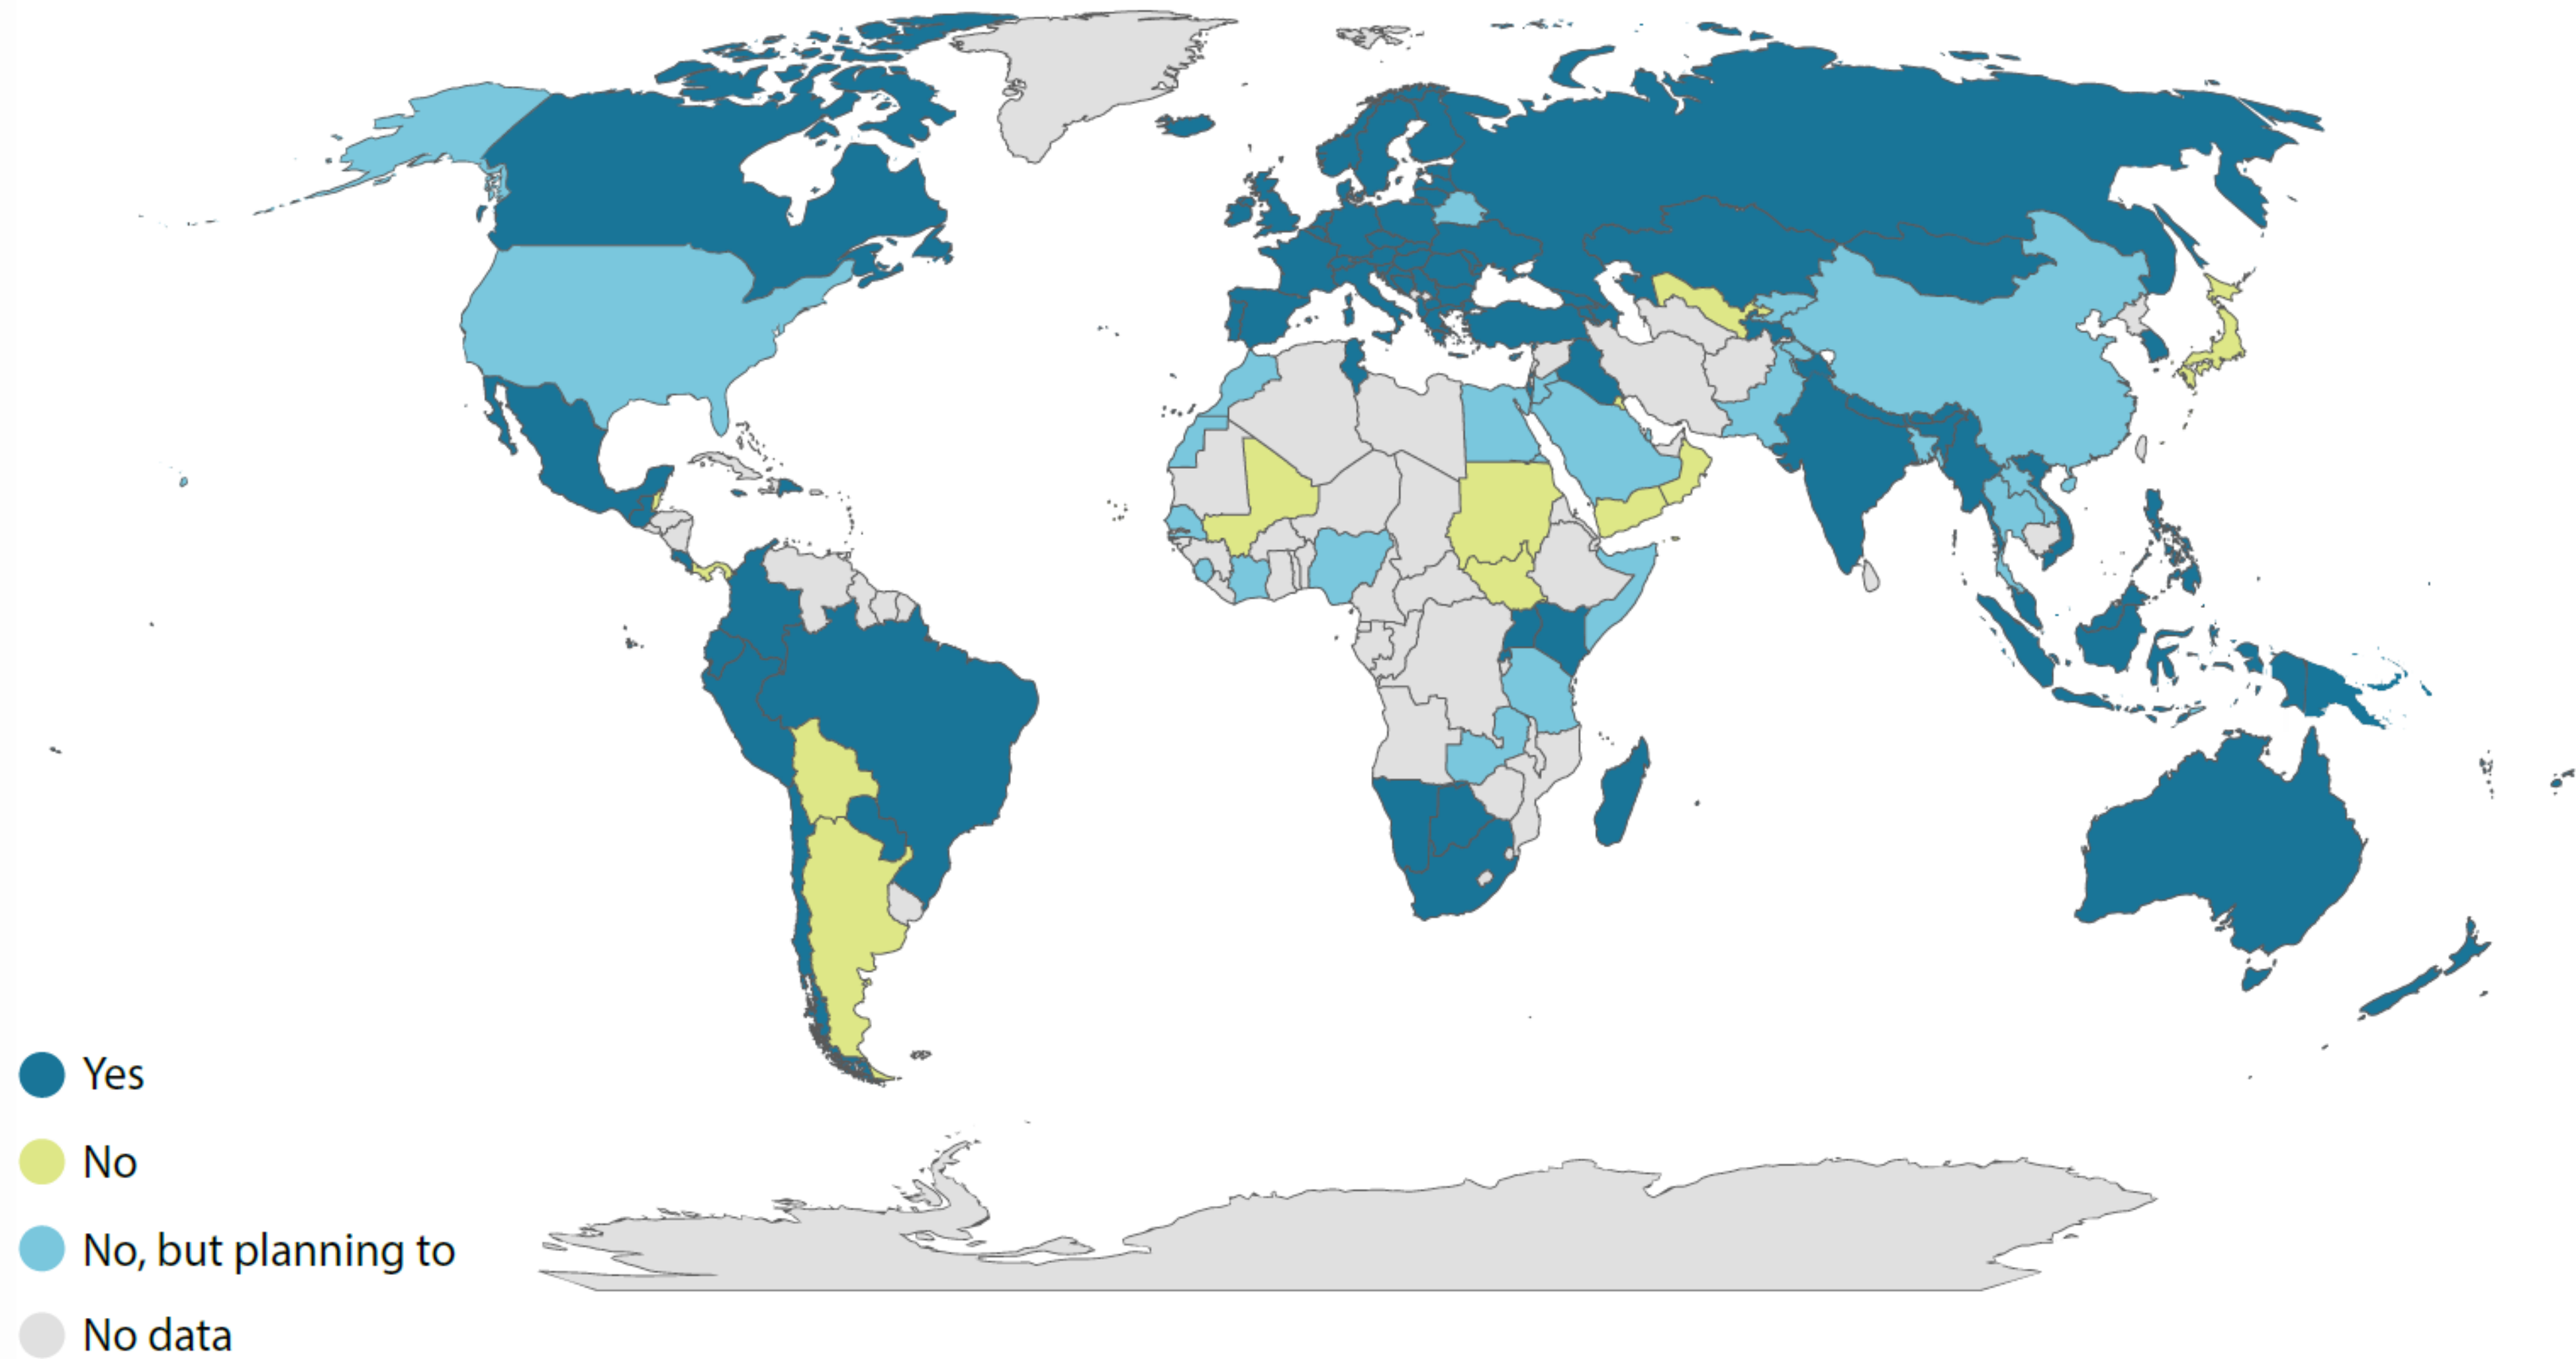 Yes
No
No, but planning to
No data